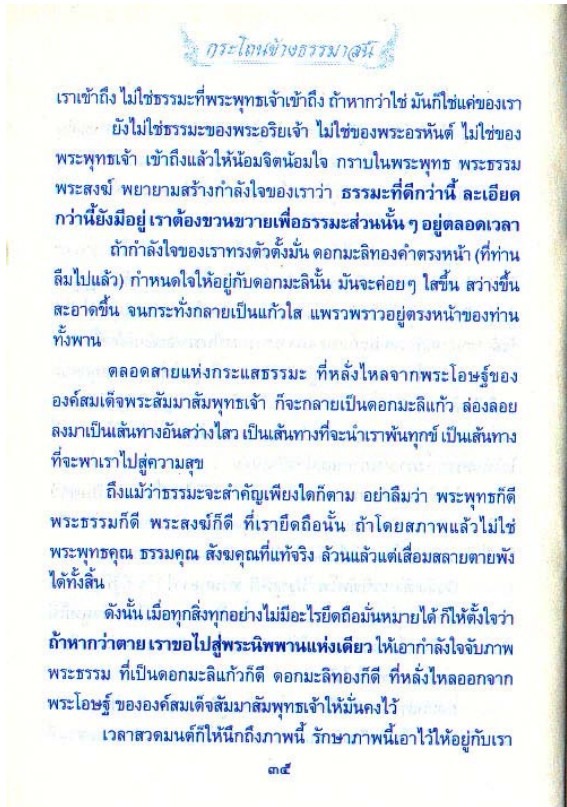 กระโถนข้างธรรมาสน์
เราเข้าถึง ไม่ใช่ธรรมะที่พระพุทธเจ้าเข้าถึง ถ้าหากว่าใช่ มันก็ใช่แค่ของเรา
ยังไม่ใช่ธรรมะของพระอริยเจ้า ไม่ใช่ของพระอรหันต์ ไม่ใช่ของ
พระพุทธเจ้า เข้าถึงแล้วให้น้อมจิตน้อมใจ กราบในพระพุทธ พระธรรม
พระสงฆ์ พยายามสร้างกำลังใจของเราว่า ธรรมะที่ดีกว่านี้ ละเอียด
กว่านี้ยังมีอยู่ เราต้องขวนขวายเพื่อธรรมะส่วนนั้น ๆ อยู่ตลอดเวลา
ถ้ากำลังใจของเราทรงตัวตั้งมั่น ดอกมะลิทองคำตรงหน้า (ที่ท่าน
ลืมไปแล้ว) กำหนดใจให้อยู่กับดอกมะลินั้น มันจะค่อยๆ ใสขึ้น สว่างขึ้น
สะอาดขึ้น จนกระทั่งกลายเป็นแก้วใส แพรวพราวอยู่ตรงหน้าของท่าน
ทั้งพาน
ตลอดสายแห่งกระแสธรรมะ ที่หลั่งไหลจากพระโอษฐ์ของ
องค์สมเด็จพระสัมมาสัมพุทธเจ้า ก็จะกลายเป็นดอกมะลิแก้ว ล่องลอย
ลงมาเป็นเส้นทางอันสว่างไสว เป็นเส้นทางที่จะนำเราพ้นทุกข์ เป็นเส้นทาง
ที่จะพาเราไปสู่ความสุข
ถึงแม้ว่าธรรมะจะสำคัญเพียงใดก็ตาม อย่าลืมว่า พระพุทธก็ดี
พระธรรมก็ดี พระสงฆ์ก็ดี ที่เรายึดถือนั้น ถ้าโดยสภาพแล้วไม่ใช่
พระพุทธคุณ ธรรมคุณ สังฆคุณที่แท้จริง ล้วนแล้วแต่เสื่อมสลายตายพัง
ได้ทั้งสิ้น
ดังนั้น เมื่อทุกสิ่งทุกอย่างไม่มีอะไรยึดถือมั่นหมายได้ ก็ให้ตั้งใจว่า
ถ้าหากว่าตาย เราขอไปสู่พระนิพพานแห่งเดียว ให้เอากำลังใจจับภาพ
พระธรรม ที่เป็นดอกมะลิแก้วก็ดี ดอกมะลิทองก็ดี ที่หลั่งไหลออกจาก
พระโอษฐ์ ขององค์สมเด็จสัมมาสัมพุทธเจ้าให้มั่นคงไว้
เวลาสวดมนต์ก็ให้นึกถึงภาพนี้ รักษาภาพนี้เอาไว้ให้อยู่กับเรา
๓๕